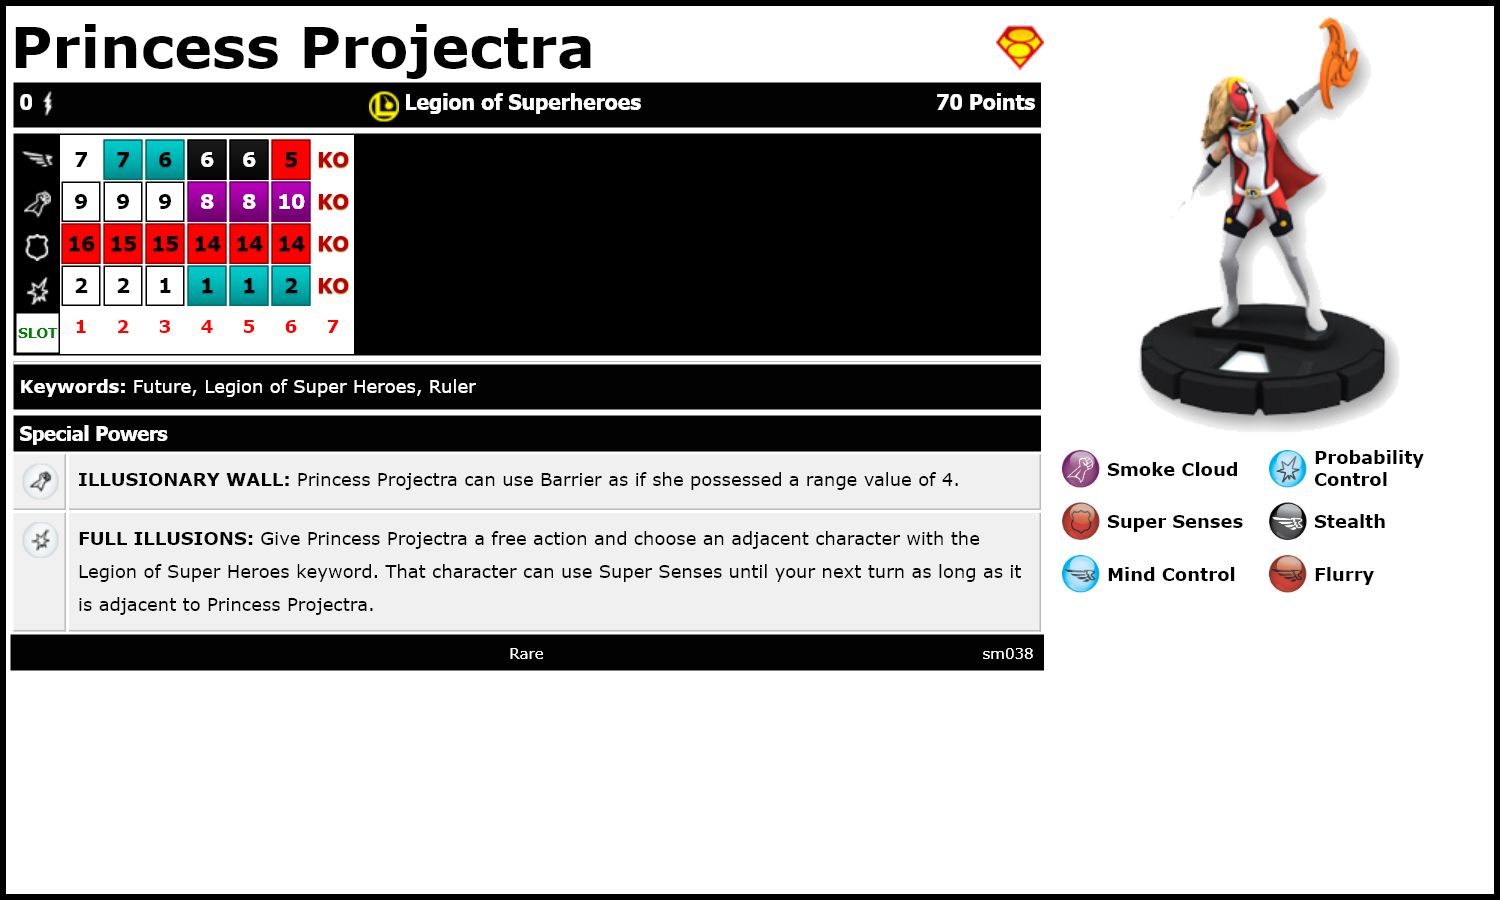 Princess Projectra
0 Legion of Superheroes 70 Points
7 7 6 6 6 5 KO
9 9 9 8 8 10 KO
16 15 15 14 14 14 KO
2 2 1 1 1 2 KO
SLOT 1 2 3 4 5 6 7
Keywords: Future, Legion of Super Heroes, Ruler
Special Powers
ILLUSIONARY WALL: Princess Projectra can use Barrier as if she possessed a range value of 4.
FULL ILLUSIONS: Give Princess Projectra a free action and choose an adjacent character with the
Legion of Super Heroes keyword. That character can use Super Senses until your next turn as long as it
is adjacent to Princess Projectra.
Rare sm038
Smoke Cloud
Probability
Control
Super Senses
Stealth
Mind Control
Flurry